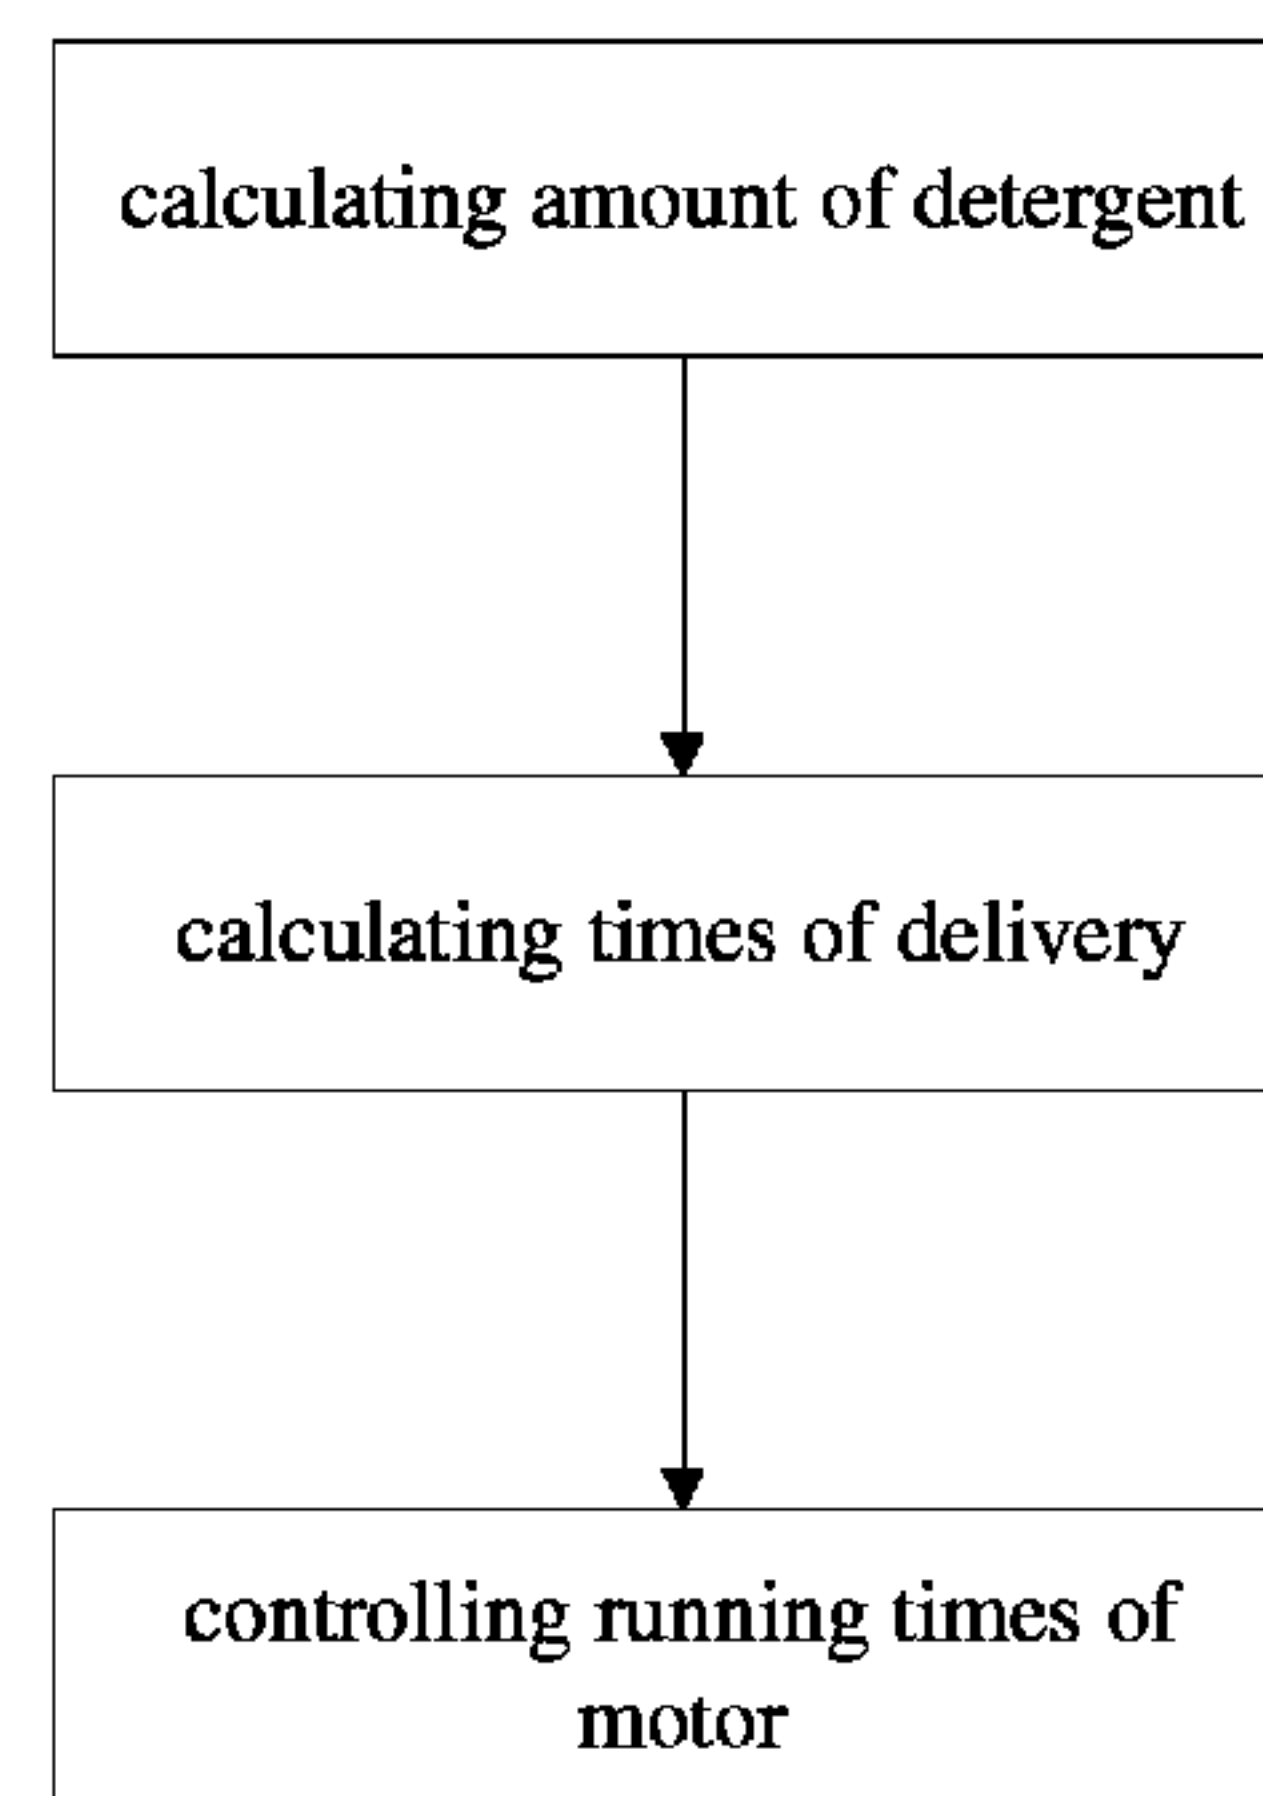 calculating amount of detergent
calculating times of delivery
controlling running times of
motor